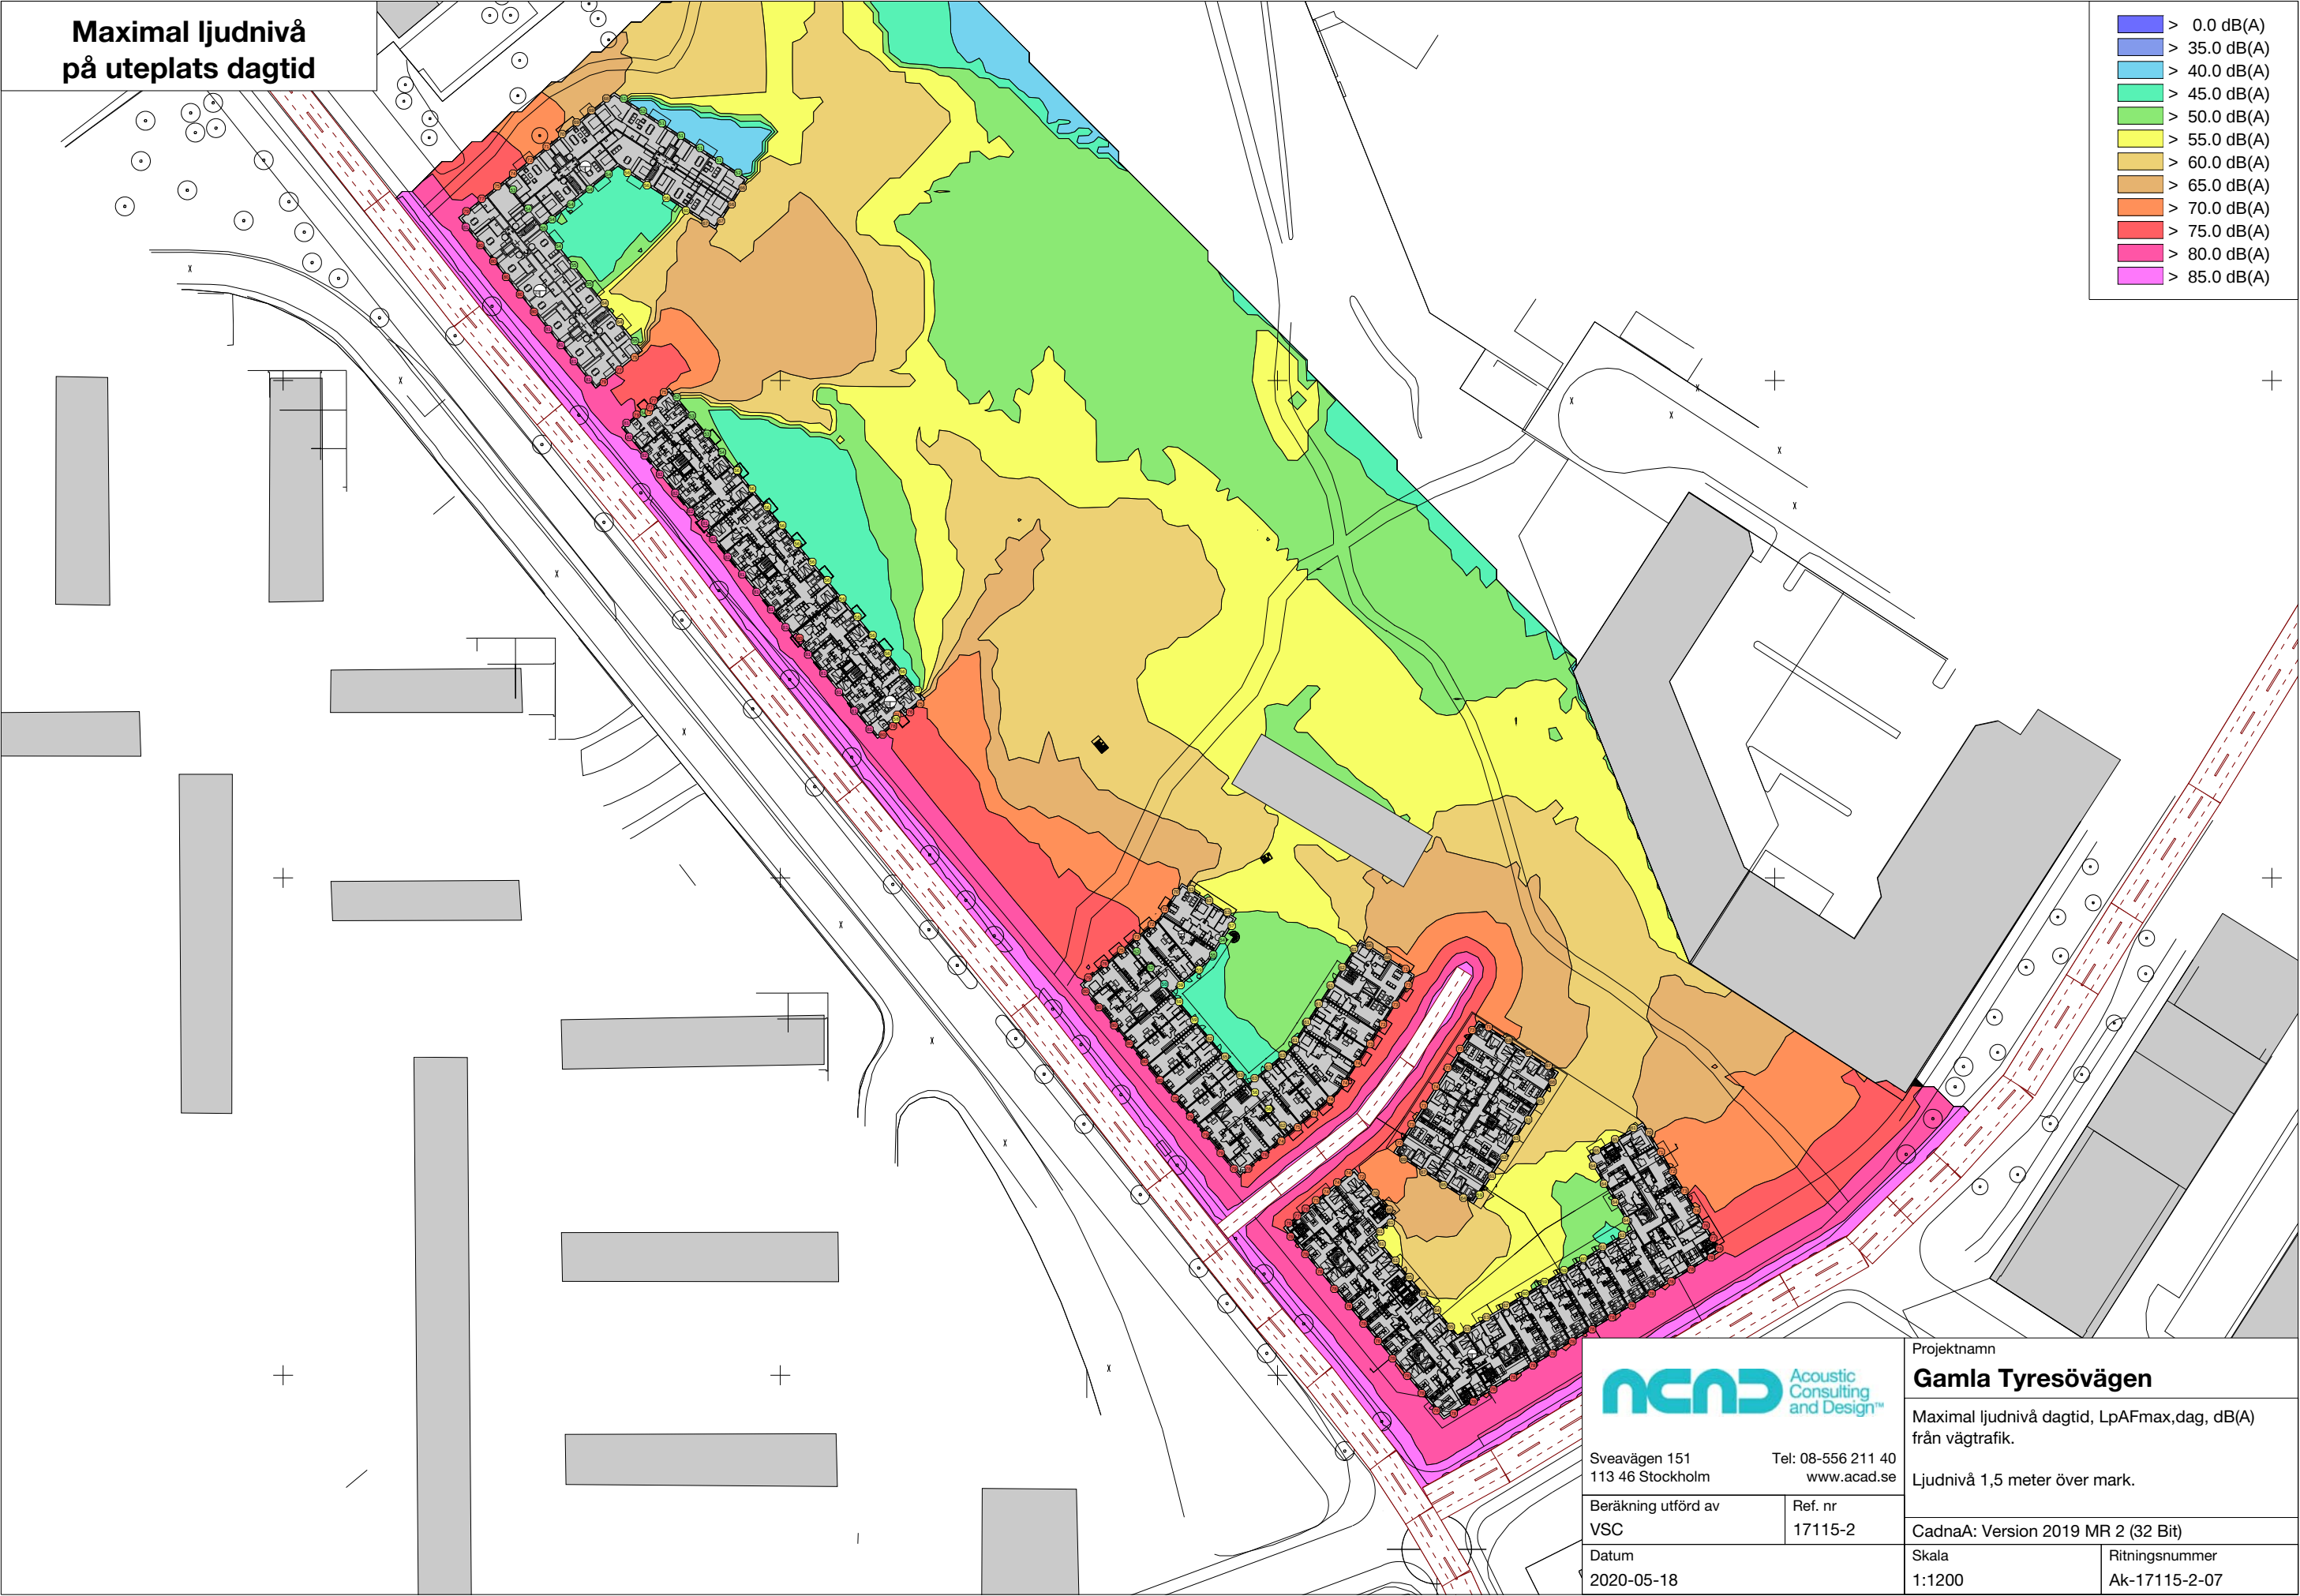 Maximal ljudnivå
på uteplats dagtid
> 0.0 dB(A)
> 35.0 dB(A)
> 40.0 dB(A)
> 45.0 dB(A)
> 50.0 dB(A)
> 55.0 dB(A)
> 60.0 dB(A)
> 65.0 dB(A)
> 70.0 dB(A)
> 75.0 dB(A)
> 80.0 dB(A)
> 85.0 dB(A)
ACAD
Acoustic
Consulting
and Design™
Sveavägen 151 Tel: 08-556 211 40
113 46 Stockholm www.acad.se
Beräkning utförd av
VSC
Ref. nr
17115-2
Datum
2020-05-18
Projektnamn
Gamla Tyresövägen
Maximal ljudnivå dagtid, LpAFmax,dag, dB(A)
från vägtrafik.
Ljudnivå 1,5 meter över mark.
CadnaA: Version 2019 MR 2 (32 Bit)
Skala
1:1200
Ritningsnummer
Ak-17115-2-07